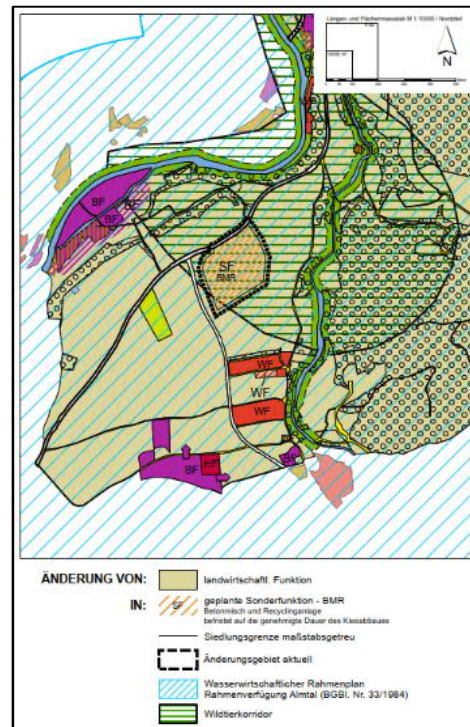 Längen- und Flächenmassstab M 1:10000 / Nordpfeil
N
BF
BF
BF
SF
BMR
WF
WF
WF
BF
HF
BF
ÄNDERUNG VON:
landwirtschaftl. Funktion
IN:
SF
geplante Sonderfunktion - BMR
Betonmisch und Recyclinganlage
befristet auf die genehmigte Dauer des Kiesabbaues
Siedlungsgrenze maßstabsgetreu
Änderungsgebiet aktuell
Wasserwirtschaftlicher Rahmenplan
Rahmenverfügung Almtal (BGBl. Nr. 33/1984)
Wildtierkorridor